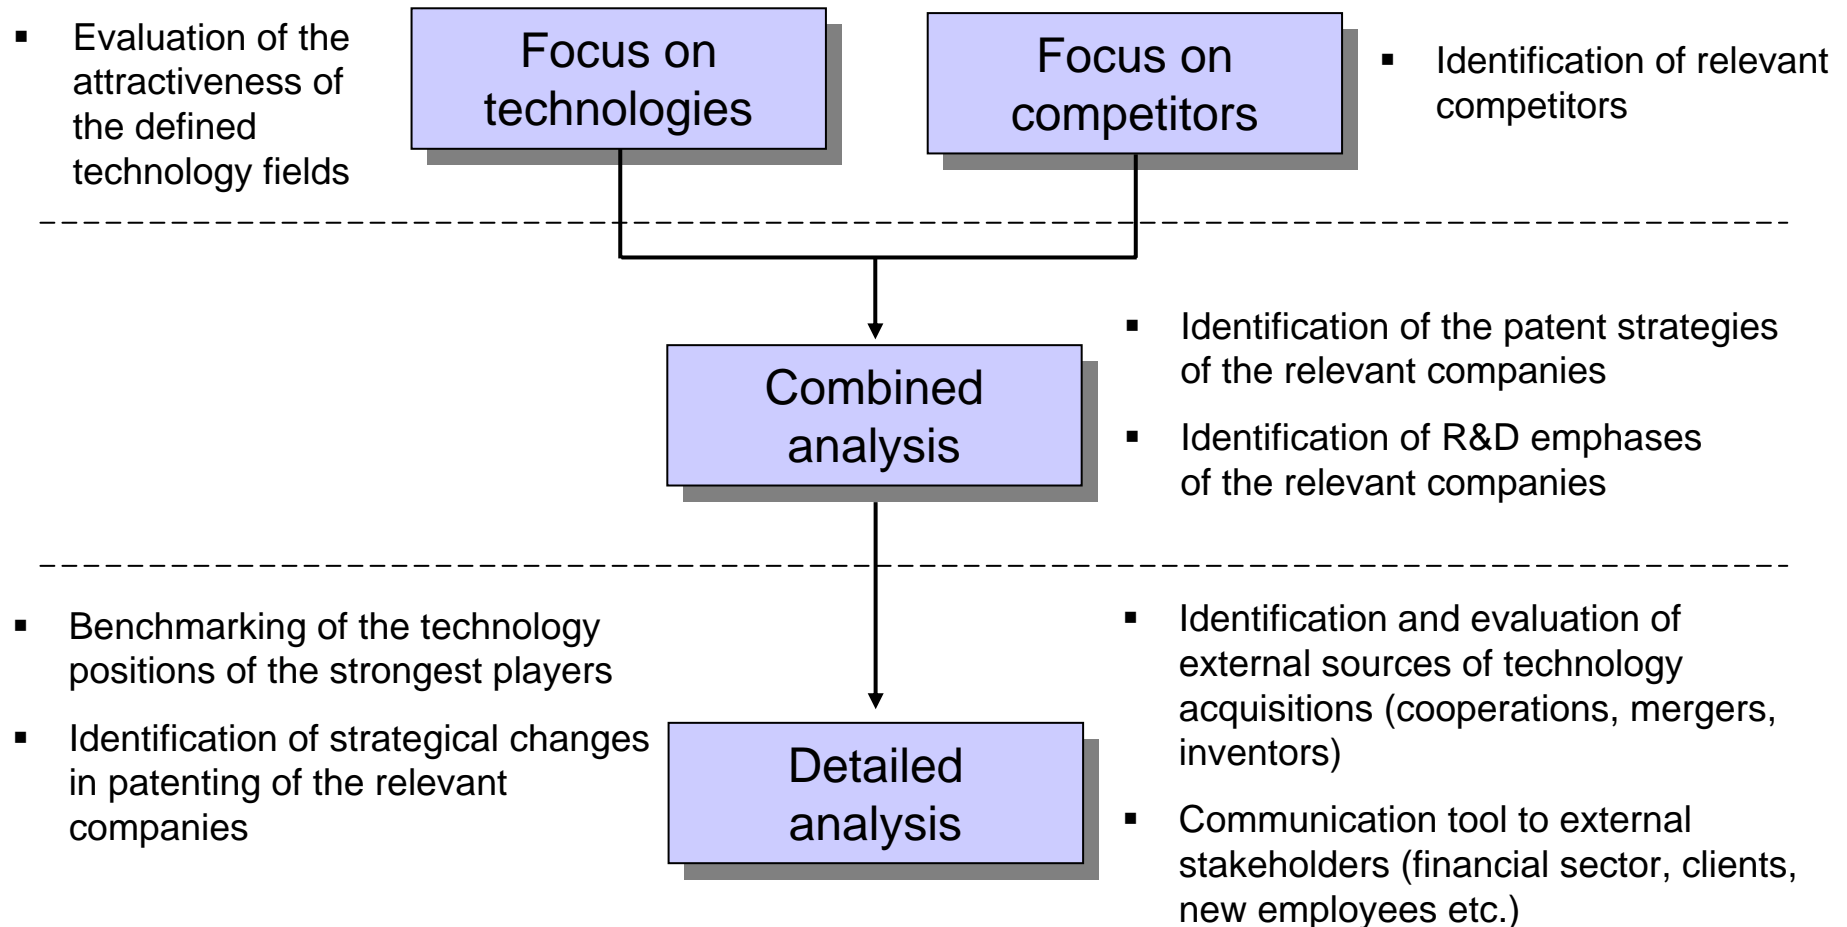 ▪ Evaluation of the
attractiveness of
the defined
technology fields
Focus on
technologies
Focus on
competitors
▪ Identification of relevant
competitors
Combined
analysis
▪ Identification of the patent strategies
of the relevant companies
▪ Identification of R&D emphases
of the relevant companies
▪ Benchmarking of the technology
positions of the strongest players
▪ Identification of strategical changes
in patenting of the relevant
companies
Detailed
analysis
▪ Identification and evaluation of
external sources of technology
acquisitions (cooperations, mergers,
inventors)
▪ Communication tool to external
stakeholders (financial sector, clients,
new employees etc.)